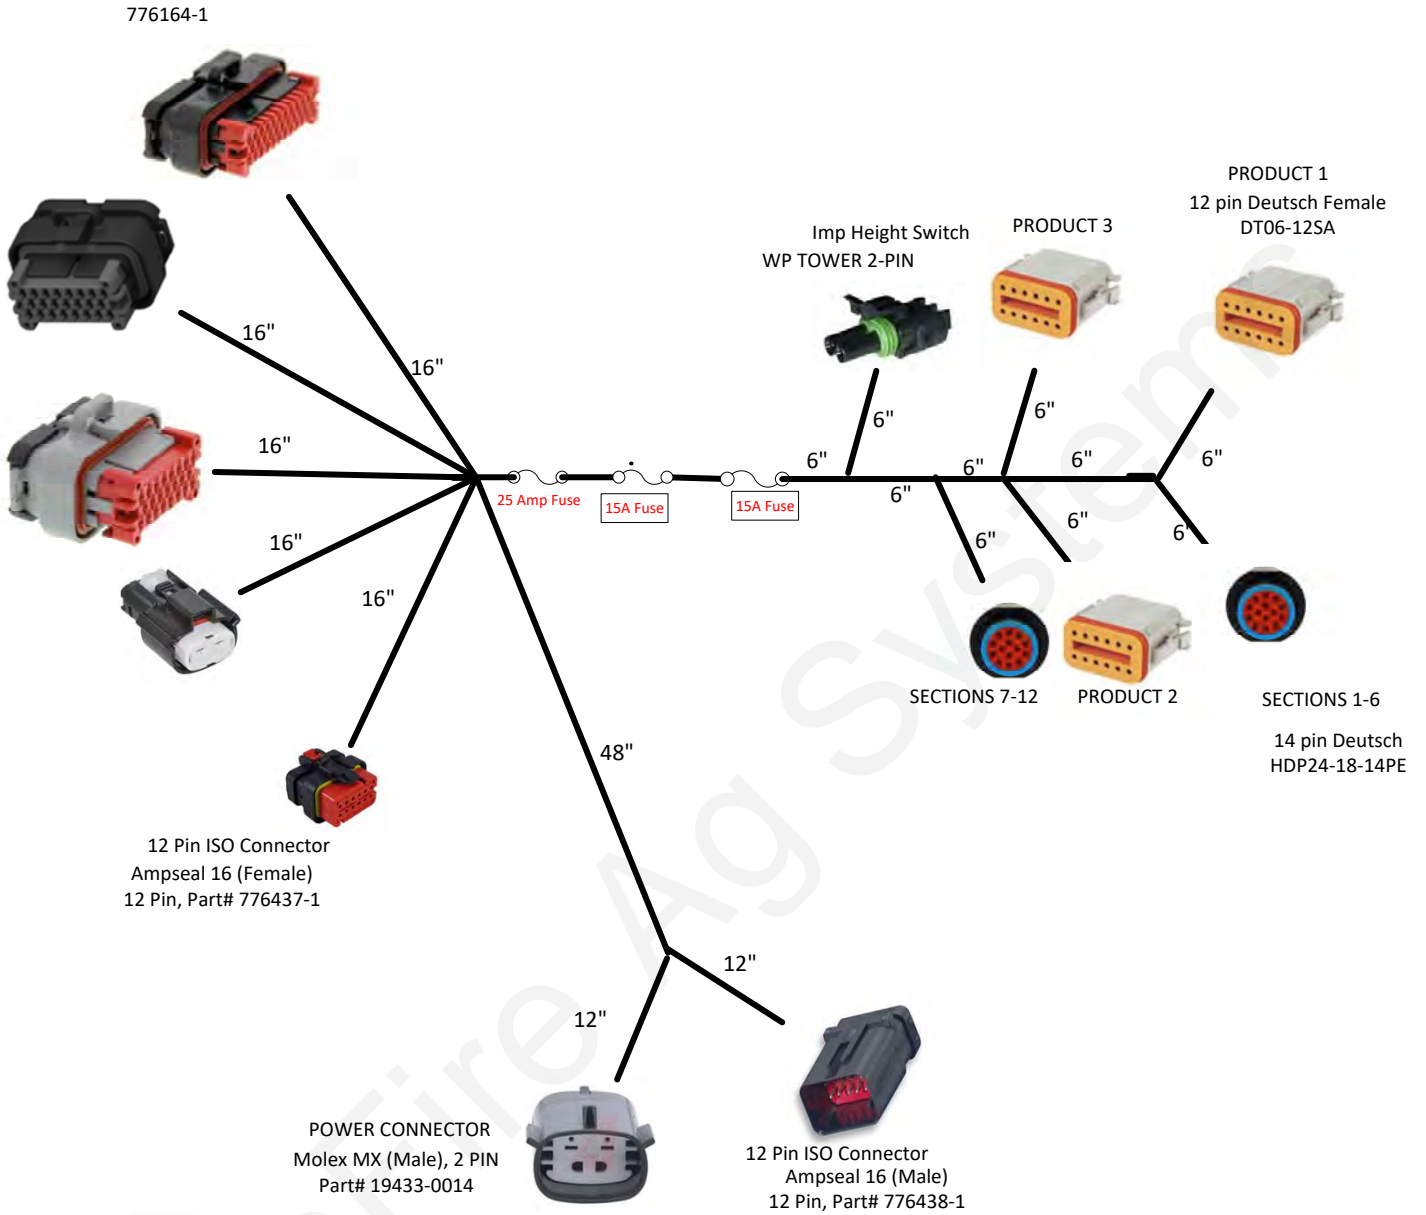 776164-1
PRODUCT 1
12 pin Deutsch Female
DT06-12SA
PRODUCT 3
Imp Height Switch
WP TOWER 2-PIN
16"
16"
16"
16"
16"
25 Amp Fuse
15A Fuse
15A Fuse
6"
6"
6"
6"
6"
6"
6"
6"
6"
6"
SECTIONS 7-12
PRODUCT 2
SECTIONS 1-6
14 pin Deutsch
HDP24-18-14PE
48"
12 Pin ISO Connector
Ampseal 16 (Female)
12 Pin, Part# 776437-1
12"
12"
POWER CONNECTOR
Molex MX (Male), 2 PIN
Part# 19433-0014
12 Pin ISO Connector
Ampseal 16 (Male)
12 Pin, Part# 776438-1
Fire Ag Systems